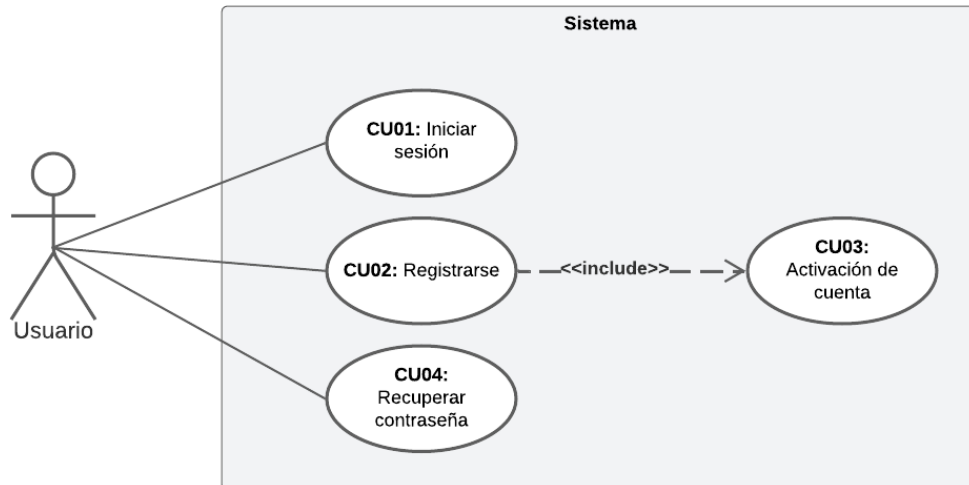 Sistema
CU01: Iniciar
sesión
CU02: Registrarse
<<include>>
CU03:
Activación de
cuenta
Usuario
CU04:
Recuperar
contraseña